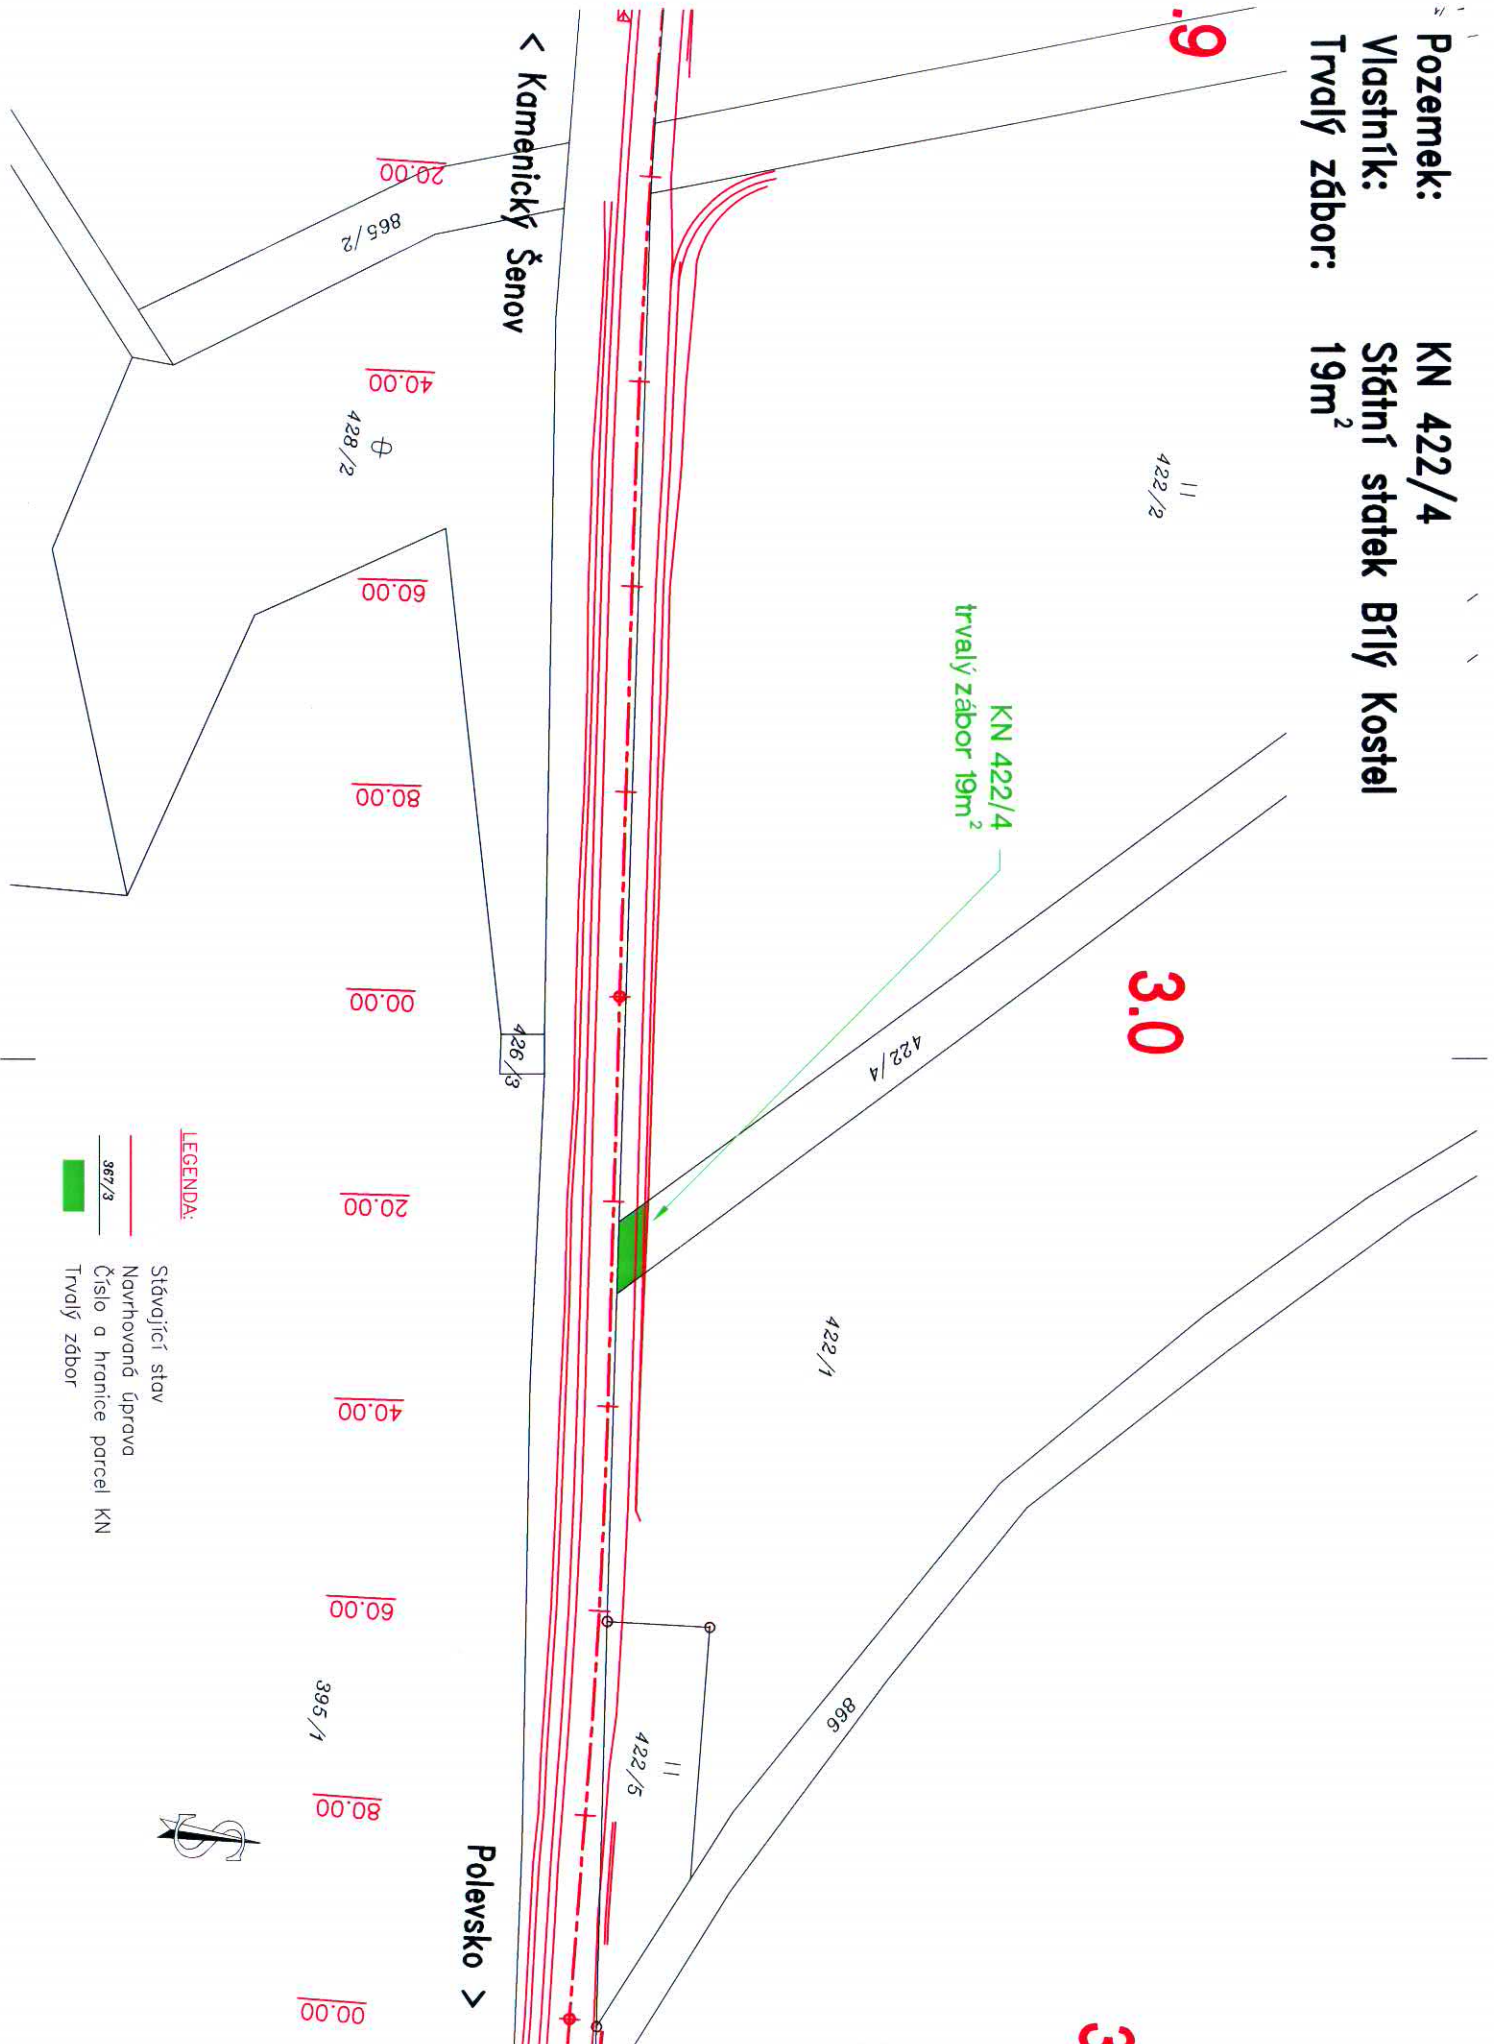 Pozemek: KN 422/4
Vlastník: Státní statek Bílý Kostel
Trvalý zábor: 19m²
.9
3.0
3
422/2
KN 422/4
trvalý zábor 19m²
422/4
422/1
866
422/5
< Kamenický Šenov
Polevsko >
20.00
40.00
60.00
80.00
00.00
20.00
40.00
60.00
80.00
00.00
865/2
428/2
426/3
395/1
LEGENDA:
Stávající stav
Navrhovaná úprava
367/3 Číslo a hranice parcel KN
Trvalý zábor
S